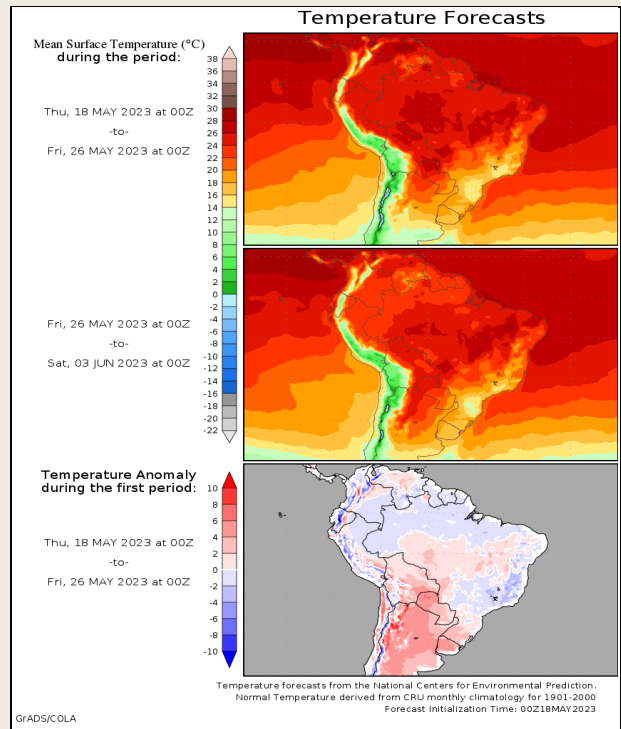 Temperature Forecasts
Mean Surface Temperature (°C)
during the period:
38
36
34
32
30
28
26
24
22
20
18
16
14
12
10
8
6
4
2
0
-2
-4
-6
-8
-10
-12
-14
-16
-18
-20
-22
Thu, 18 MAY 2023 at 00Z
-to-
Fri, 26 MAY 2023 at 00Z
Fri, 26 MAY 2023 at 00Z
-to-
Sat, 03 JUN 2023 at 00Z
Temperature Anomaly
during the first period:
10
8
6
4
2
0
-2
-4
-6
-8
-10
Thu, 18 MAY 2023 at 00Z
-to-
Fri, 26 MAY 2023 at 00Z
Temperature forecasts from the National Centers for Environmental Prediction.
Normal Temperature derived from CRU monthly climatology for 1901-2000
Forecast Initialization Time: 00Z18MAY2023
GrADS/COLA